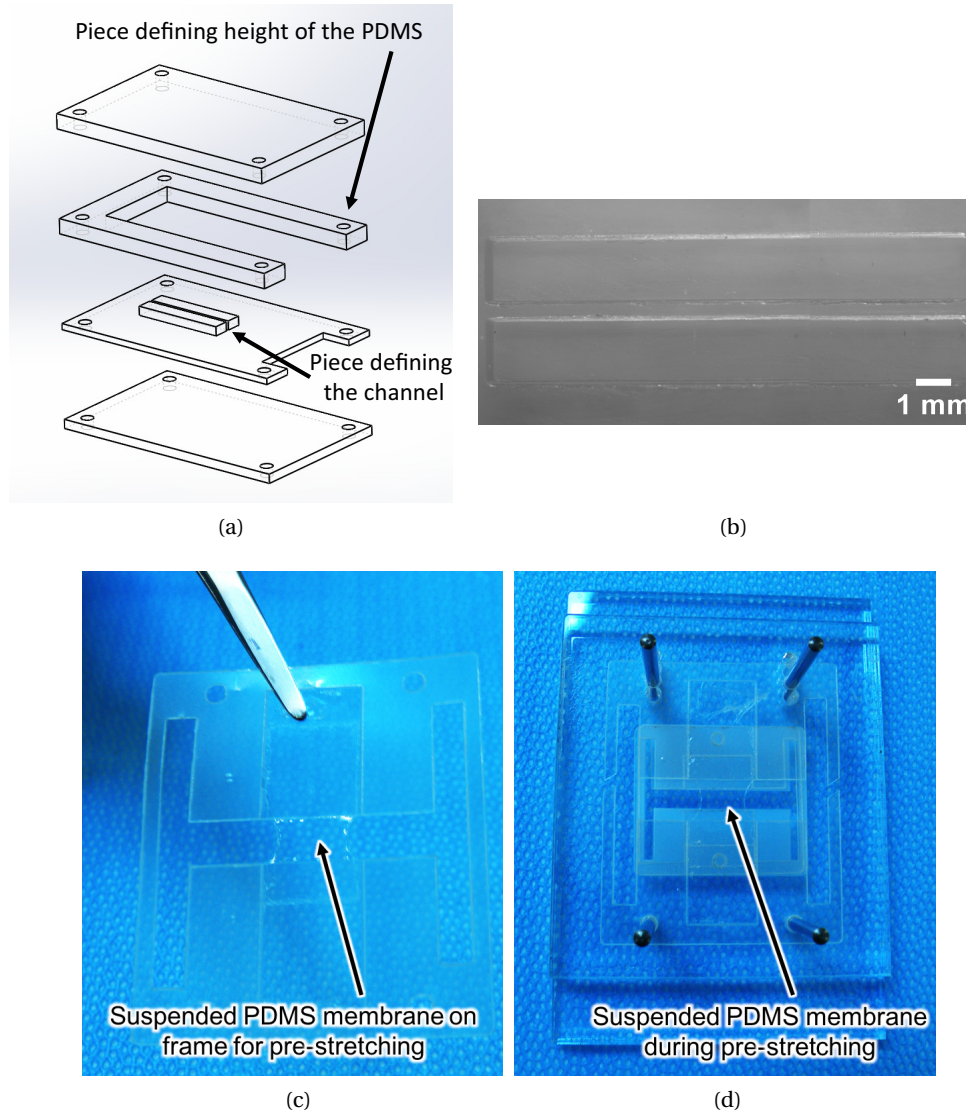 Piece defining height of the PDMS
Piece defining
the channel
(a)
1 mm
(b)
Suspended PDMS membrane on
frame for pre-stretching
(c)
Suspended PDMS membrane
during pre-stretching
(d)